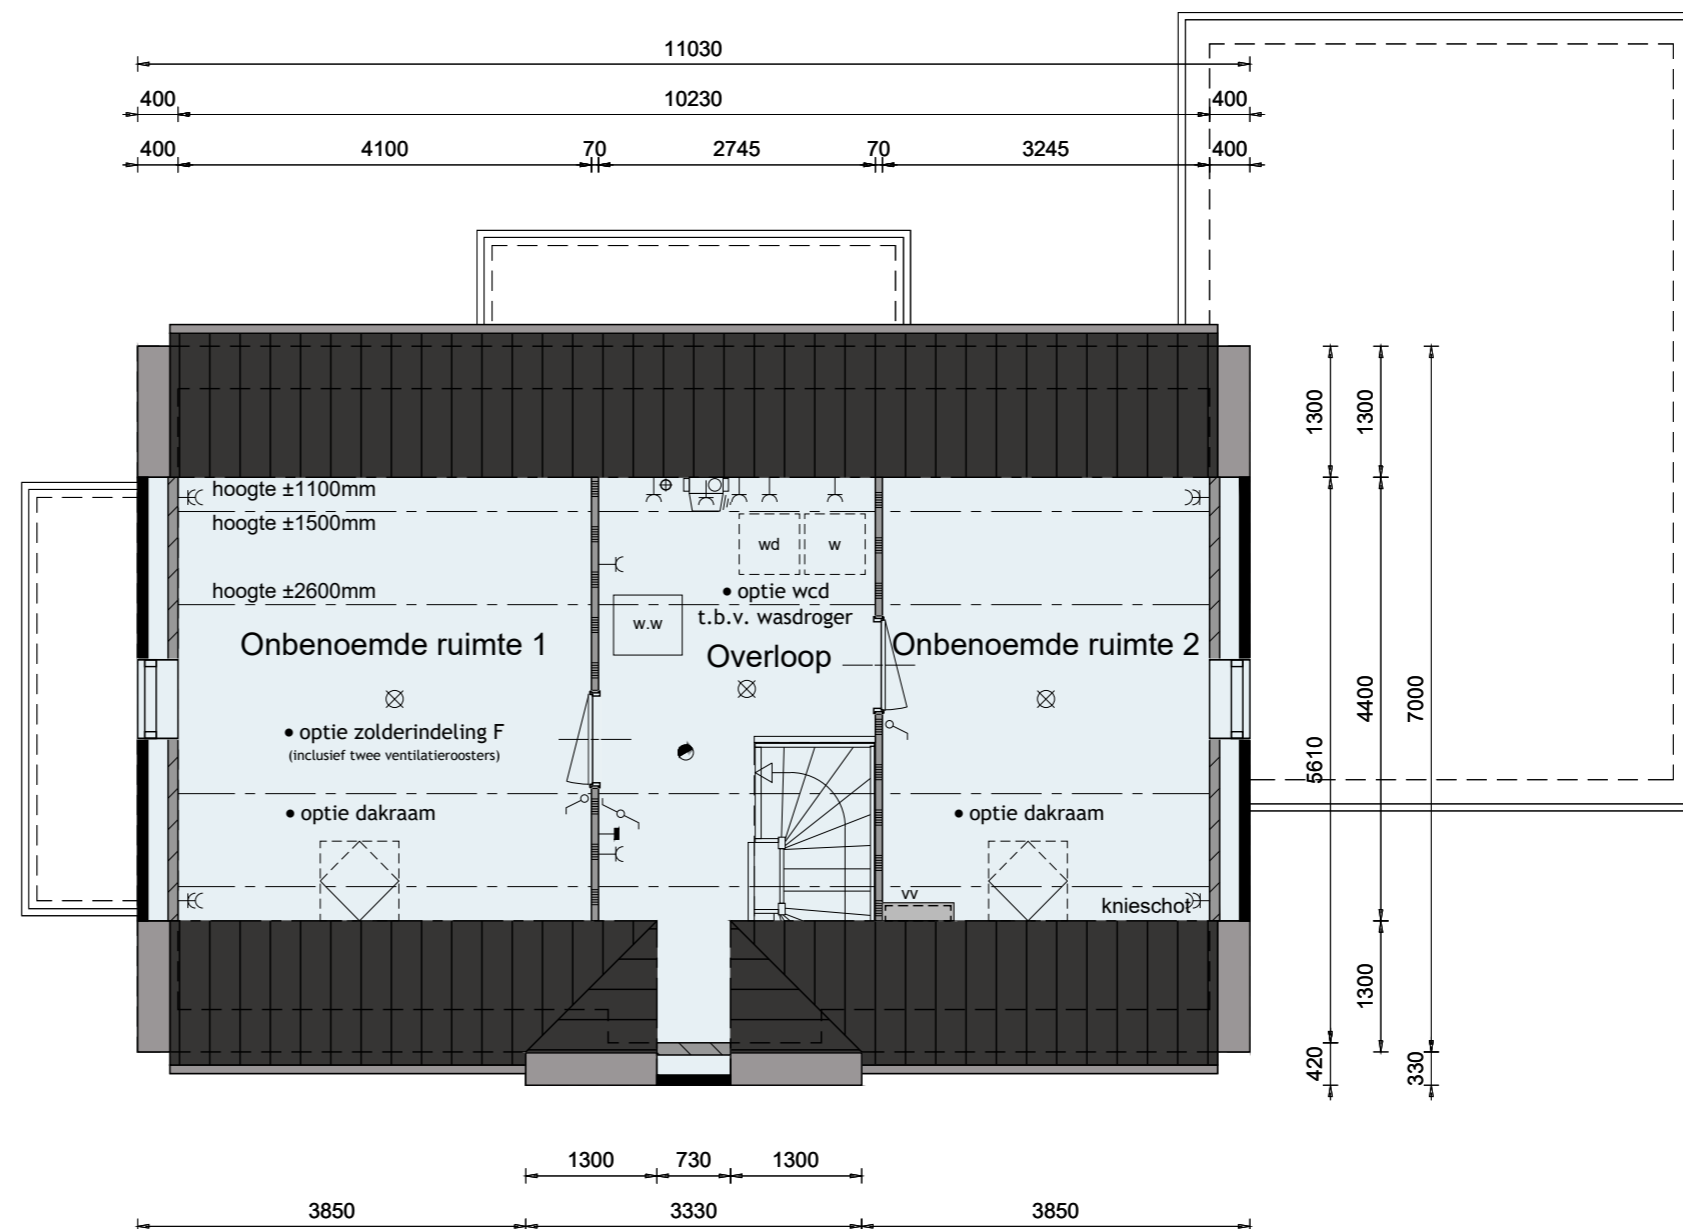 11030
400 10230 400
400 4100 70 2745 70 3245 400
1300 1300
hoogte ±1100mm
hoogte ±1500mm
wd w
hoogte ±2600mm
• optie wcd
t.b.v. wasdroger
w.w
Onbenoemde ruimte 1
Overloop
Onbenoemde ruimte 2
• optie zolderindeling F
(inclusief twee ventilatieroosters)
5610 4400 7000
• optie dakraam
• optie dakraam
vv
knieschot
1300
420 330
1300 730 1300
3850 3330 3850